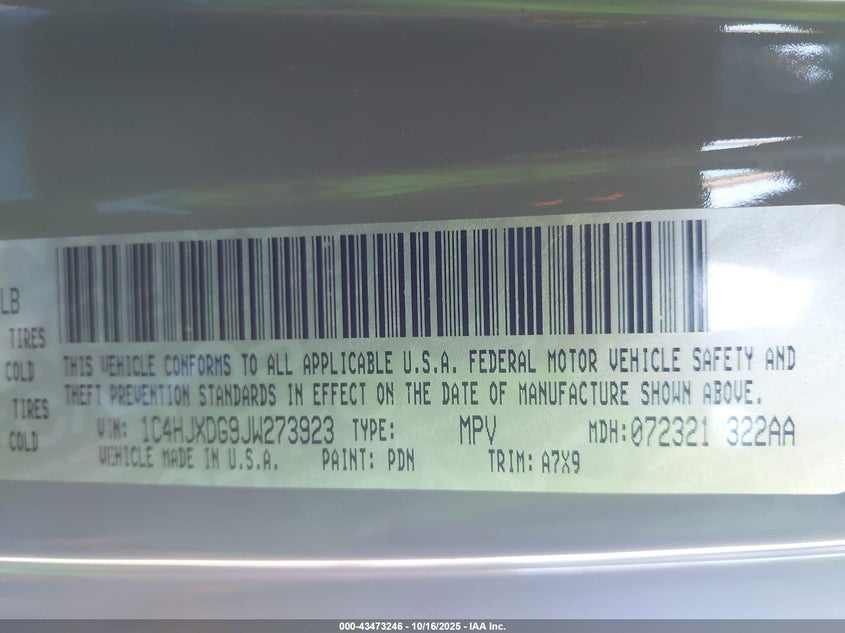 LB
TIRES
COLD
TIRES
COLD
THIS VEHICLE CONFORMS TO ALL APPLICABLE U.S.A. FEDERAL MOTOR VEHICLE SAFETY AND
THEFT PREVENTION STANDARDS IN EFFECT ON THE DATE OF MANUFACTURE SHOWN ABOVE.
VIN: 1C4HJXDG9JW273923 TYPE: MPV MDH:072321 322AA
VEHICLE MADE IN U.S.A. PAINT: PDN TRIM: A7X9
000-43473246 - 10/16/2025 - IAA Inc.